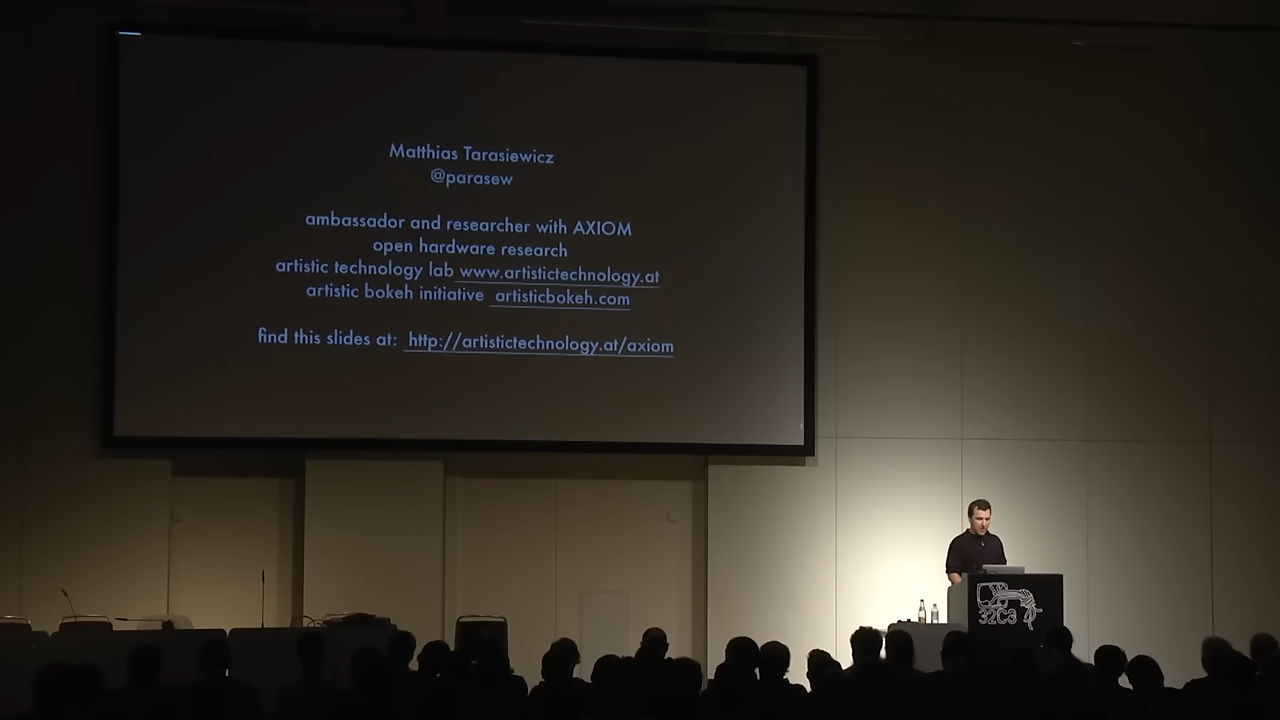 Matthias Tarasiewicz
@parasew
ambassador and researcher with AXIOM
open hardware research
artistic technology lab www.artistictechnology.at
artistic bokeh initiative artisticbokeh.com
find this slides at: http://artistictechnology.at/axiom
32C3